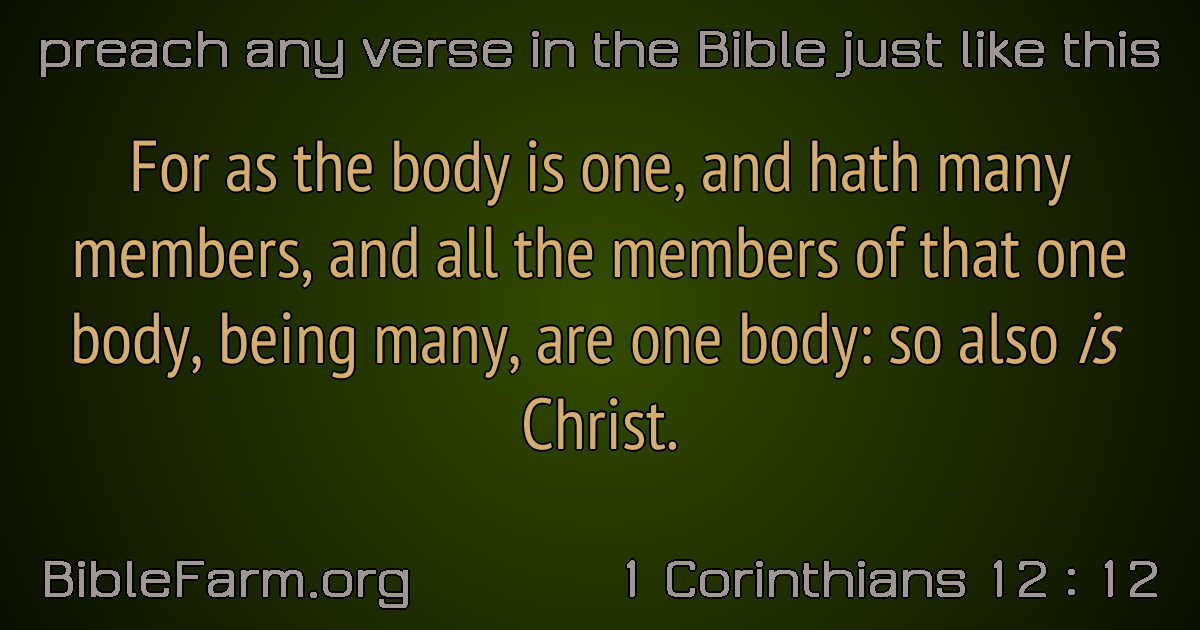 preach any verse in the Bible just like this
For as the body is one, and hath many
members, and all the members of that one
body, being many, are one body: so also is
Christ.
BibleFarm.org
1 Corinthians 12 : 12